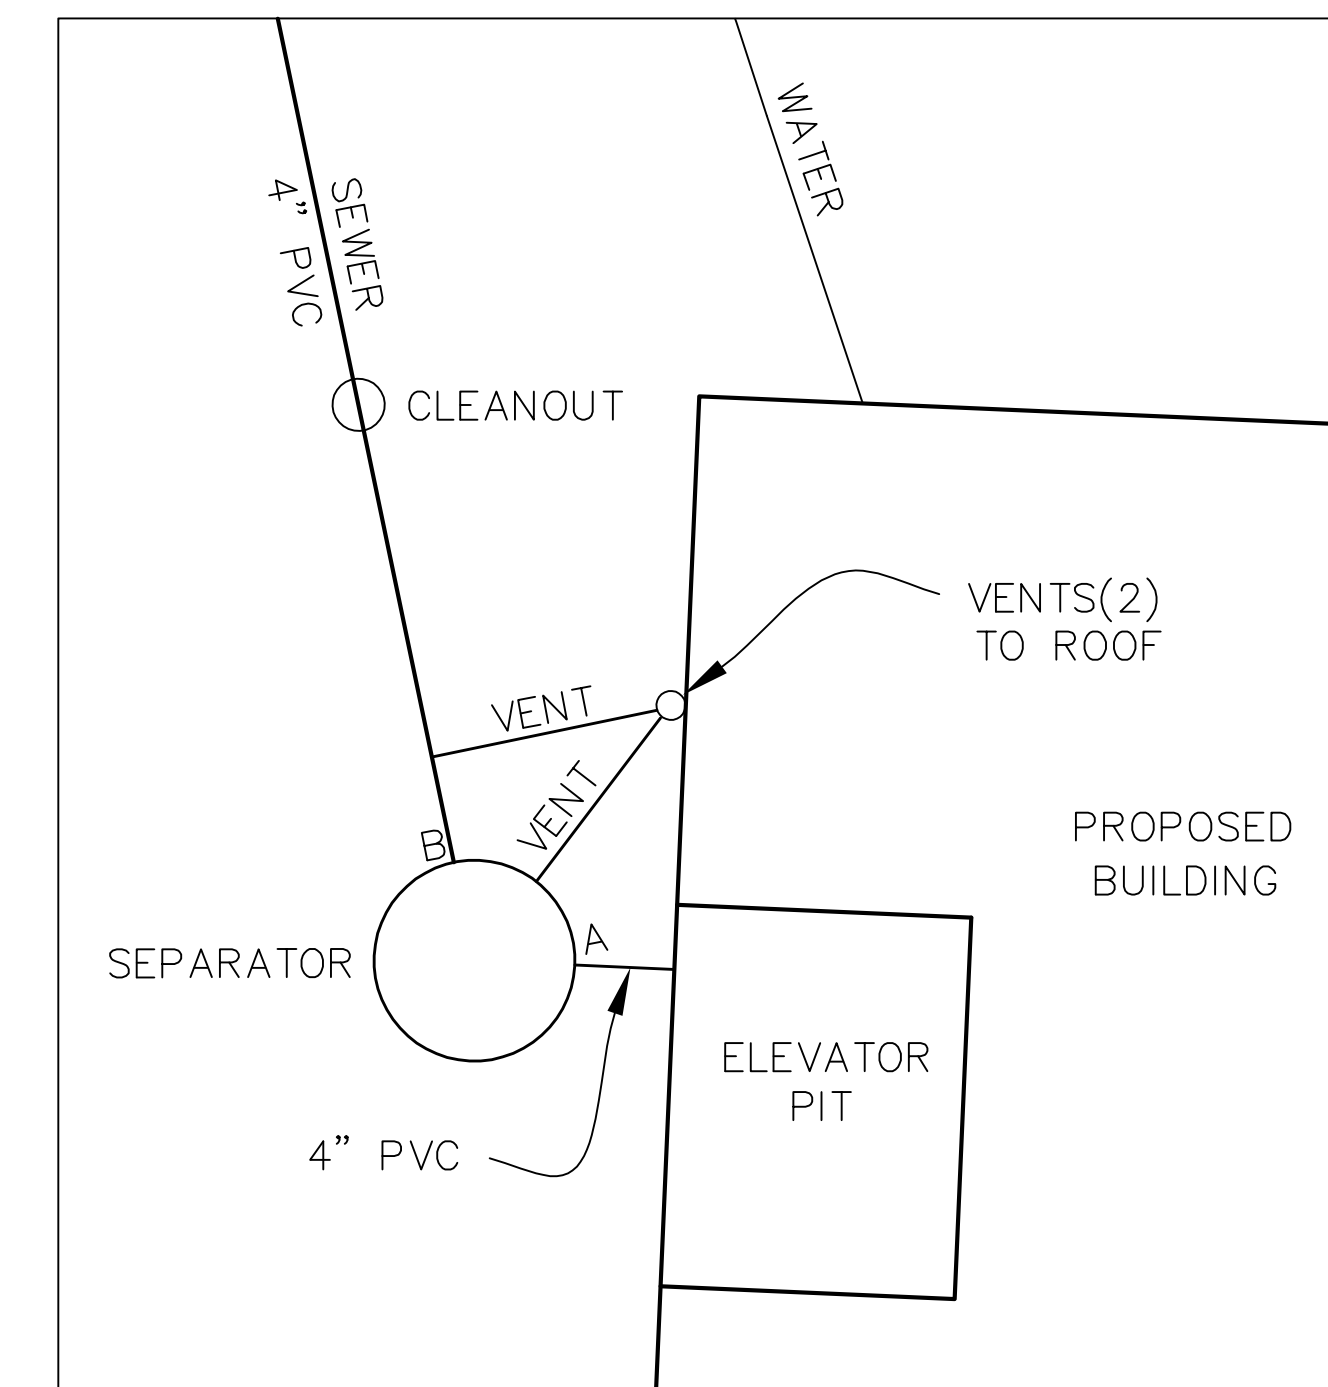 WATER
SEWER
4" PVC
CLEANOUT
VENTS(2)
TO ROOF
VENT
VENT
PROPOSED
BUILDING
B
A
SEPARATOR
ELEVATOR
PIT
4" PVC